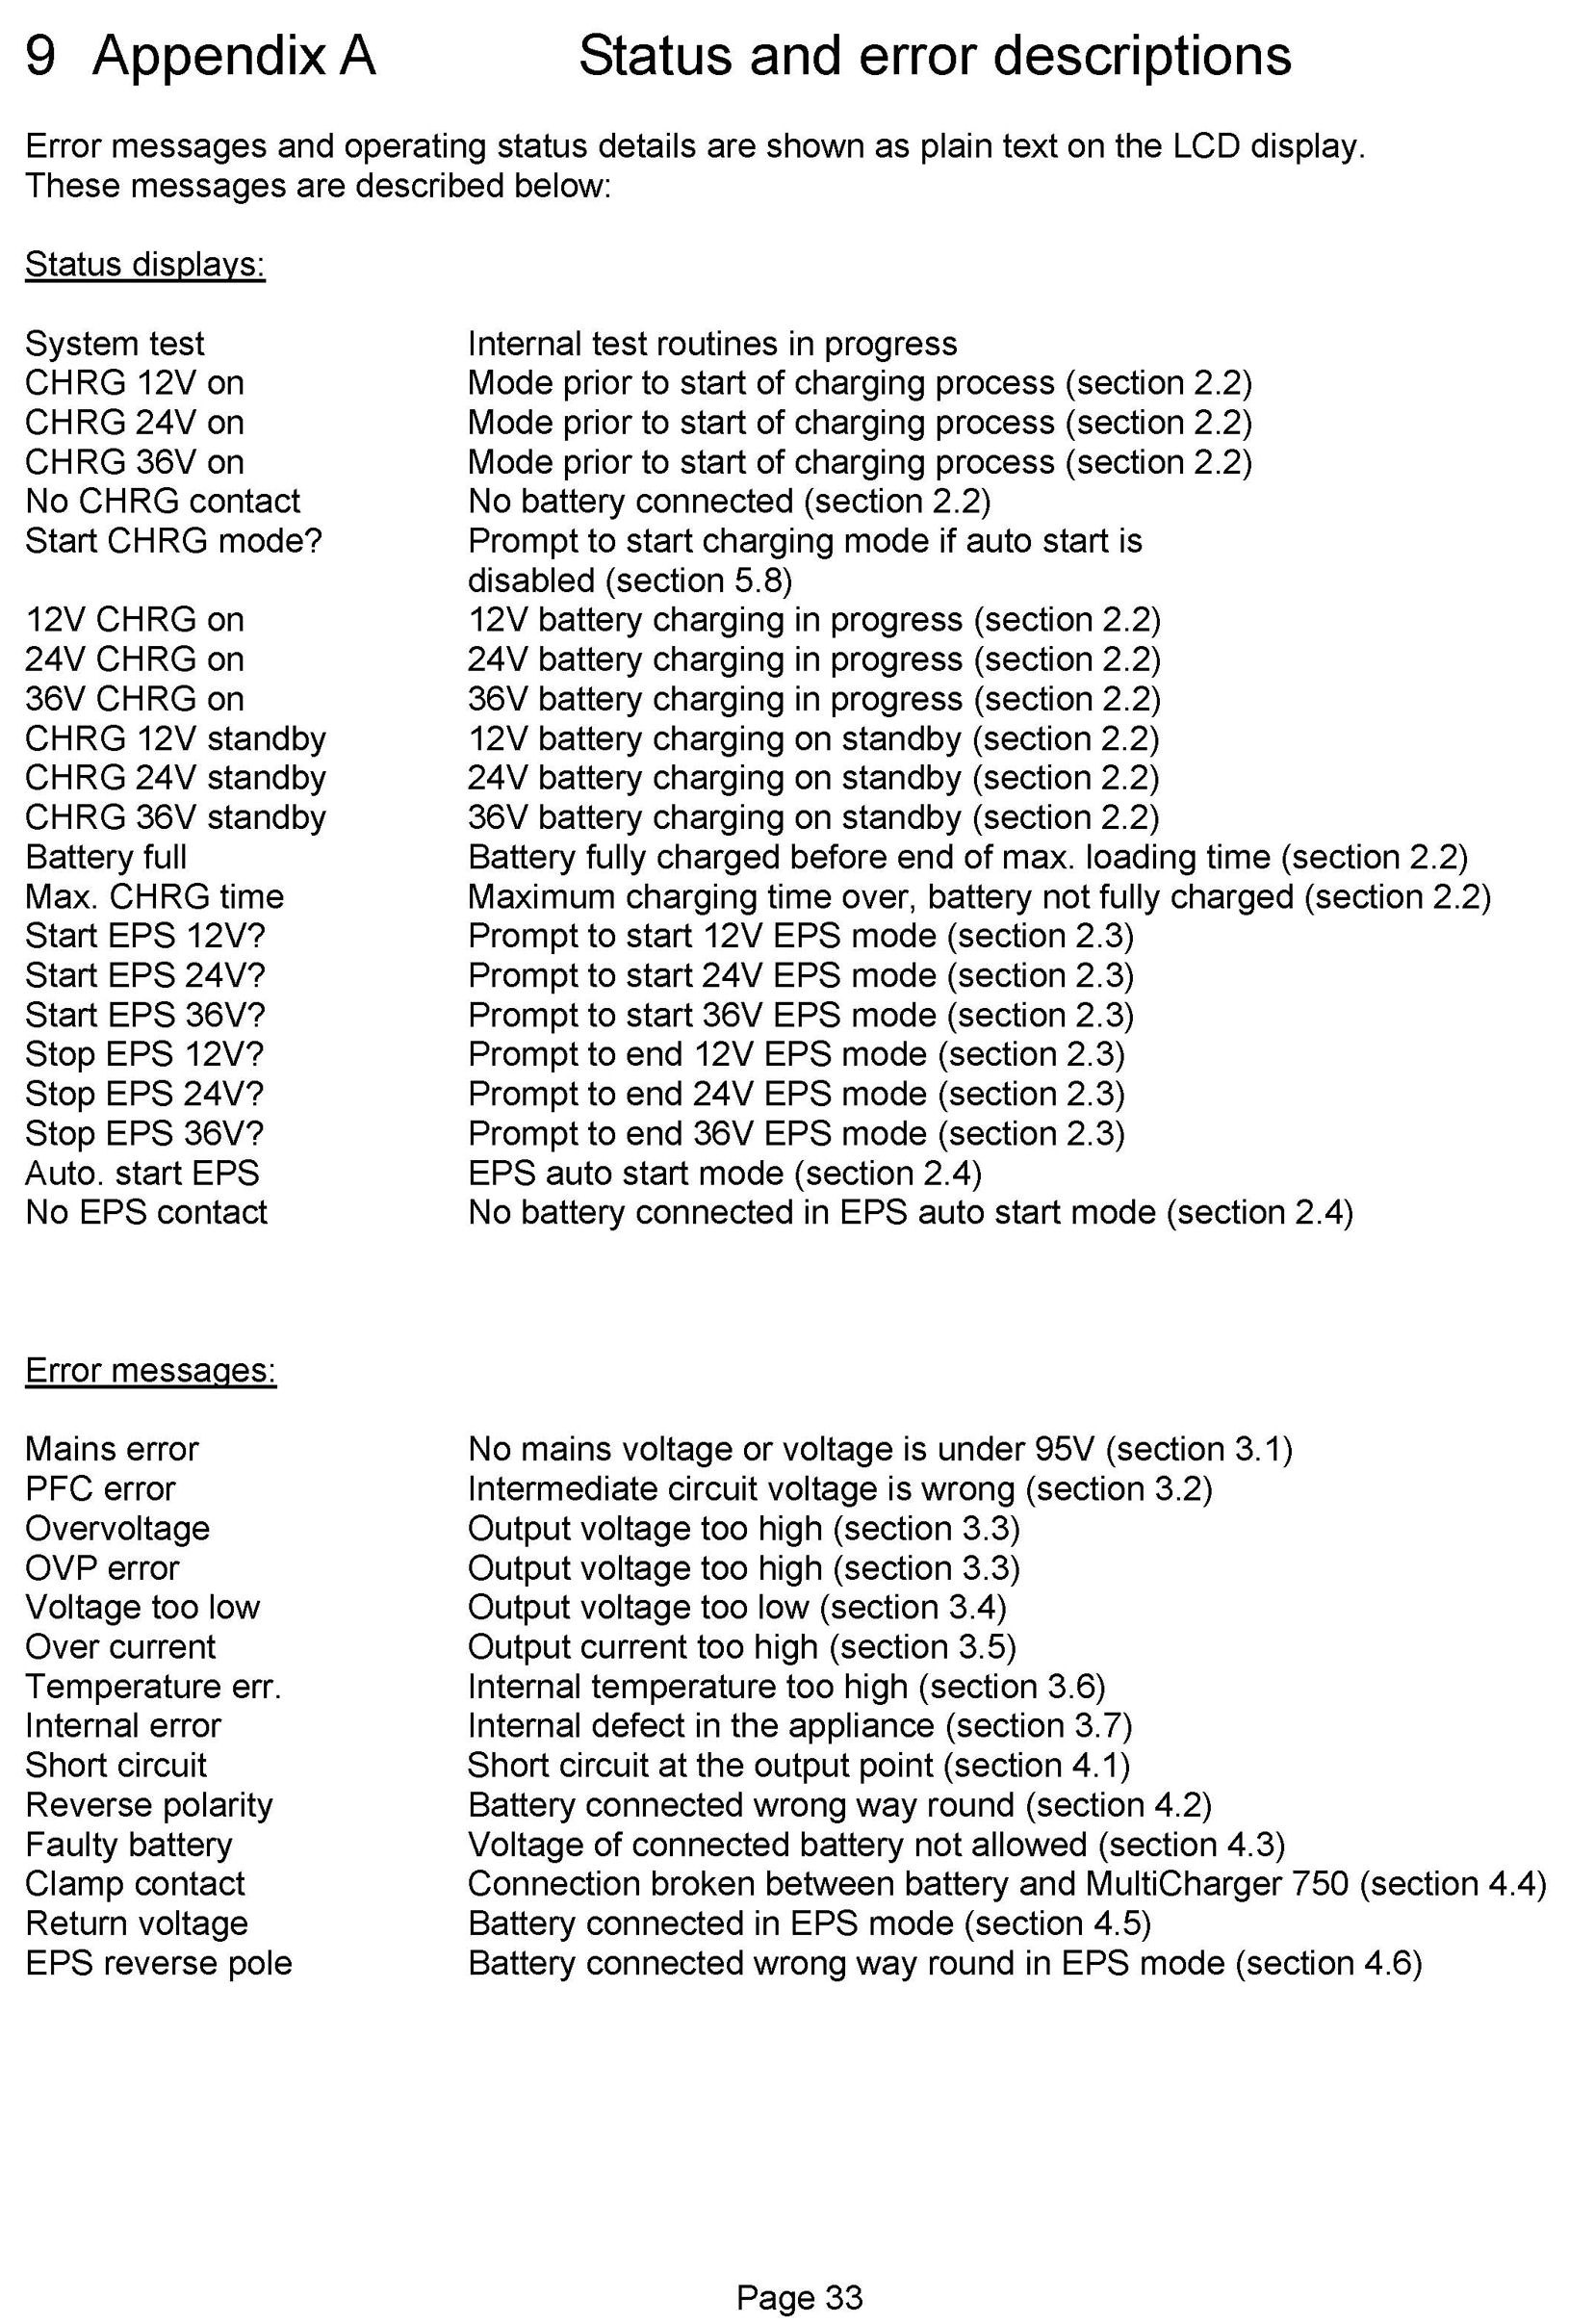 9 Appendix A Status and error descriptions
Error messages and operating status details are shown as plain text on the LCD display.
These messages are described below:
Status displays:
System test Internal test routines in progress
CHRG 12V on Mode prior to start of charging process (section 2.2)
CHRG 24V on Mode prior to start of charging process (section 2.2)
CHRG 36V on Mode prior to start of charging process (section 2.2)
No CHRG contact No battery connected (section 2.2)
Start CHRG mode? Prompt to start charging mode if auto start is
disabled (section 5.8)
12V CHRG on 12V battery charging in progress (section 2.2)
24V CHRG on 24V battery charging in progress (section 2.2)
36V CHRG on 36V battery charging in progress (section 2.2)
CHRG 12V standby 12V battery charging on standby (section 2.2)
CHRG 24V standby 24V battery charging on standby (section 2.2)
CHRG 36V standby 36V battery charging on standby (section 2.2)
Battery full Battery fully charged before end of max. loading time (section 2.2)
Max. CHRG time Maximum charging time over, battery not fully charged (section 2.2)
Start EPS 12V? Prompt to start 12V EPS mode (section 2.3)
Start EPS 24V? Prompt to start 24V EPS mode (section 2.3)
Start EPS 36V? Prompt to start 36V EPS mode (section 2.3)
Stop EPS 12V? Prompt to end 12V EPS mode (section 2.3)
Stop EPS 24V? Prompt to end 24V EPS mode (section 2.3)
Stop EPS 36V? Prompt to end 36V EPS mode (section 2.3)
Auto. start EPS EPS auto start mode (section 2.4)
No EPS contact No battery connected in EPS auto start mode (section 2.4)
Error messages:
Mains error No mains voltage or voltage is under 95V (section 3.1)
PFC error Intermediate circuit voltage is wrong (section 3.2)
Overvoltage Output voltage too high (section 3.3)
OVP error Output voltage too high (section 3.3)
Voltage too low Output voltage too low (section 3.4)
Over current Output current too high (section 3.5)
Temperature err. Internal temperature too high (section 3.6)
Internal error Internal defect in the appliance (section 3.7)
Short circuit Short circuit at the output point (section 4.1)
Reverse polarity Battery connected wrong way round (section 4.2)
Faulty battery Voltage of connected battery not allowed (section 4.3)
Clamp contact Connection broken between battery and MultiCharger 750 (section 4.4)
Return voltage Battery connected in EPS mode (section 4.5)
EPS reverse pole Battery connected wrong way round in EPS mode (section 4.6)
Page 33